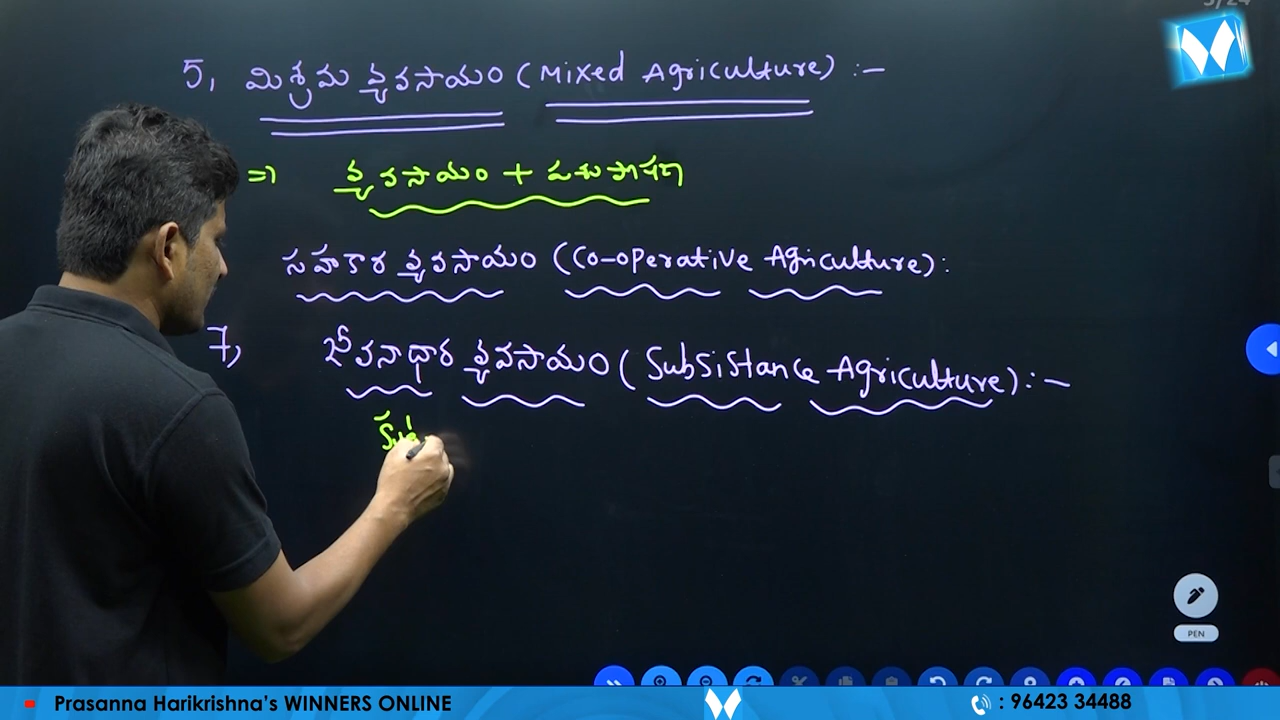 5, మిశ్రమ వ్యవసాయం (Mixed Agriculture) :-
=> వ్యవసాయం + పశుపోషణ
సహకార వ్యవసాయం (Co-operative Agriculture) :
7, జీవనాధార వ్యవసాయం (Subsistance Agriculture) :-
Sub
PEN
Prasanna Harikrishna's WINNERS ONLINE : 96423 34488